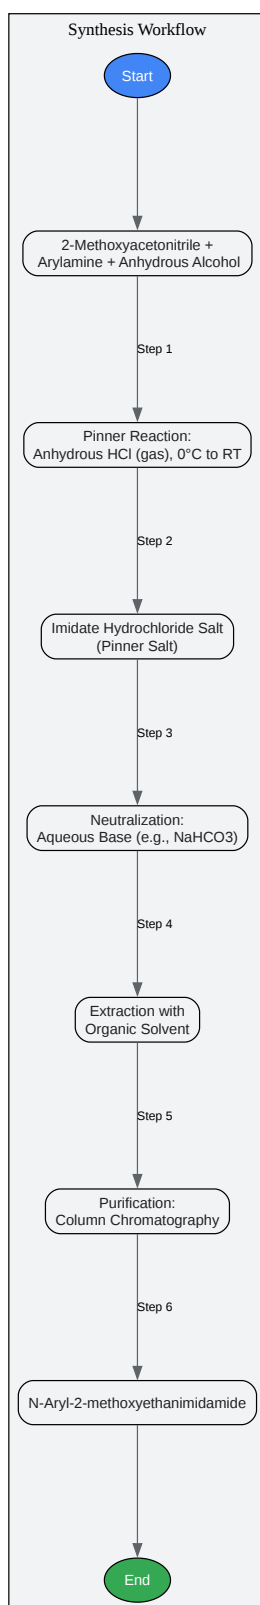 Synthesis Workflow
Start
2-Methoxyacetonitrile +
Arylamine + Anhydrous Alcohol
Step 1
Pinner Reaction:
Anhydrous HCl (gas), 0°C to RT
Step 2
Imidate Hydrochloride Salt
(Pinner Salt)
Step 3
Neutralization:
Aqueous Base (e.g., NaHCO3)
Step 4
Extraction with
Organic Solvent
Step 5
Purification:
Column Chromatography
Step 6
N-Aryl-2-methoxyethanimidamide
End